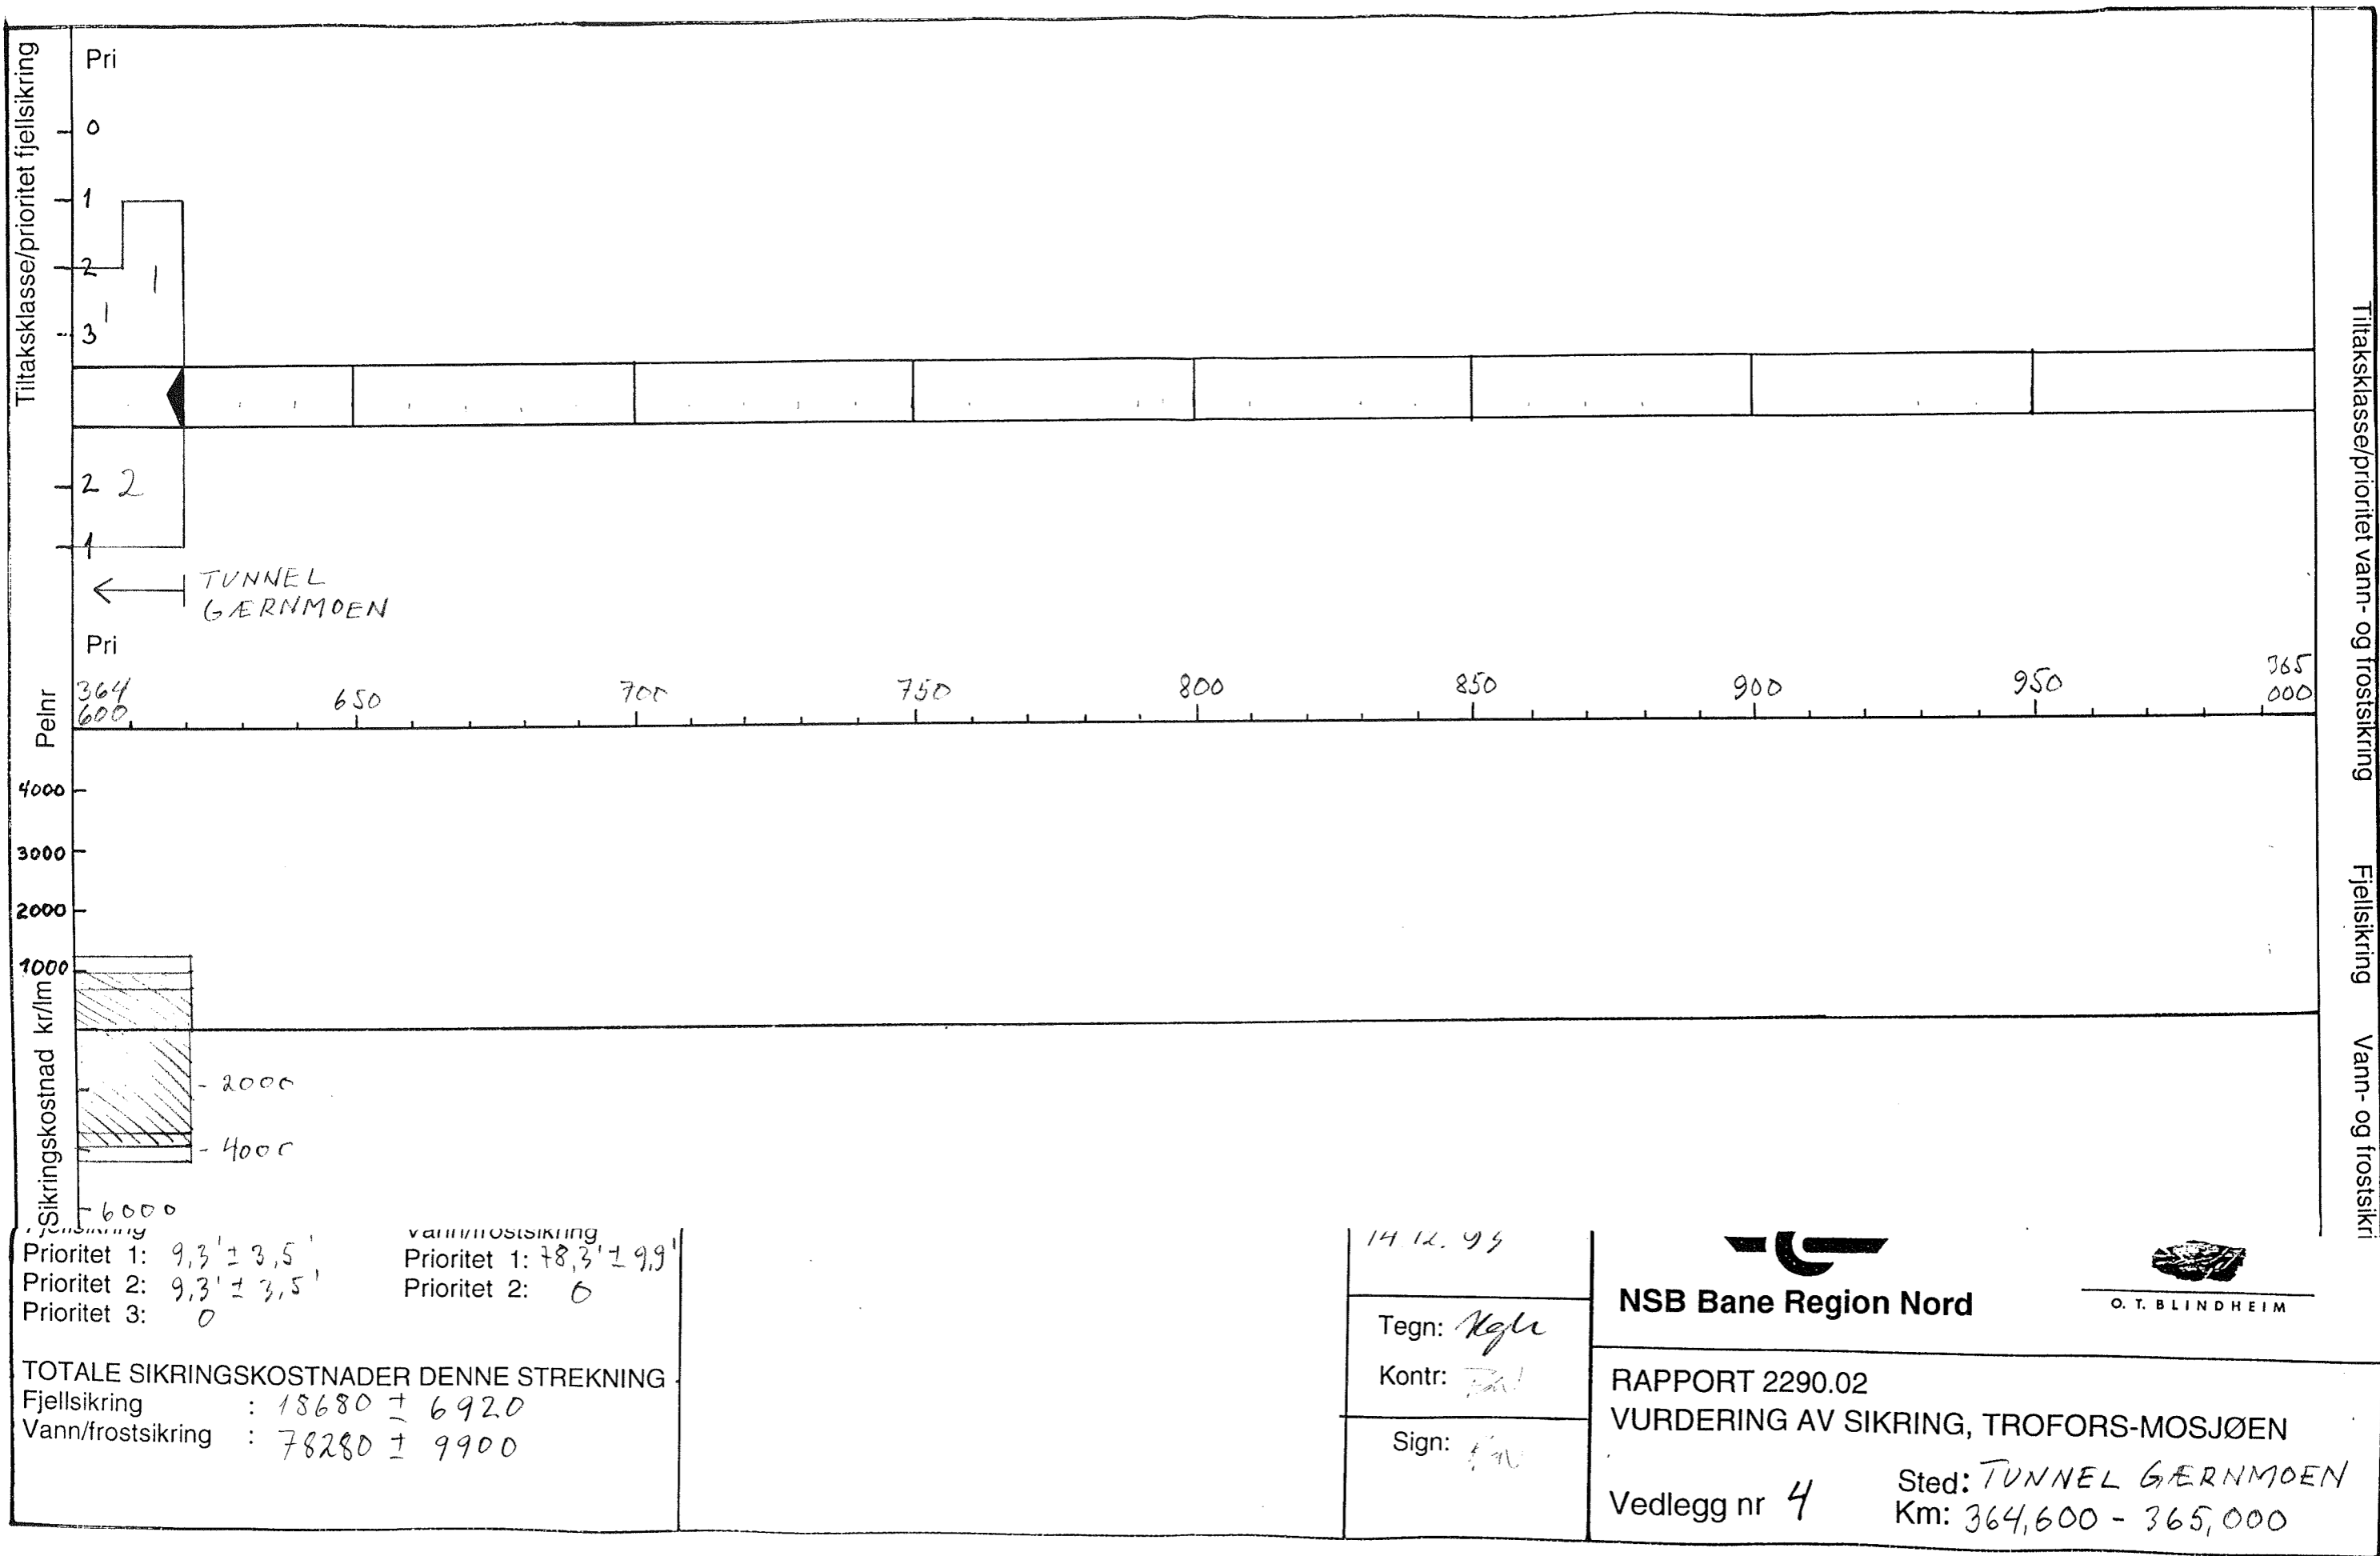 Tiltaksklasse/prioritet fjellsikring
Pri
0
1
2
3
1
1
2
2
1
TUNNEL
GÆRNMOEN
Pri
Pelnr
364
600
650
700
750
800
850
900
950
365
000
4000
3000
2000
1000
Sikringskostnad kr/lm
- 2000
- 4000
- 6000
Tiltaksklasse/prioritet vann- og frostsikring
Fjellsikring
Vann- og frostsikri
Fjellsikring
Prioritet 1: 9,3' ± 3,5'
Prioritet 2: 9,3' ± 3,5'
Prioritet 3: 0
Vann/frostsikring
Prioritet 1: 78,3' ± 9,9'
Prioritet 2: 0
TOTALE SIKRINGSKOSTNADER DENNE STREKNING
Fjellsikring : 18680 ± 6920
Vann/frostsikring : 78280 ± 9900
14.12.
Tegn:
Kontr:
Sign:
NSB Bane Region Nord
O. T. BLINDHEIM
RAPPORT 2290.02
VURDERING AV SIKRING, TROFORS-MOSJØEN
Vedlegg nr 4
Sted: TUNNEL GÆRNMOEN
Km: 364,600 - 365,000